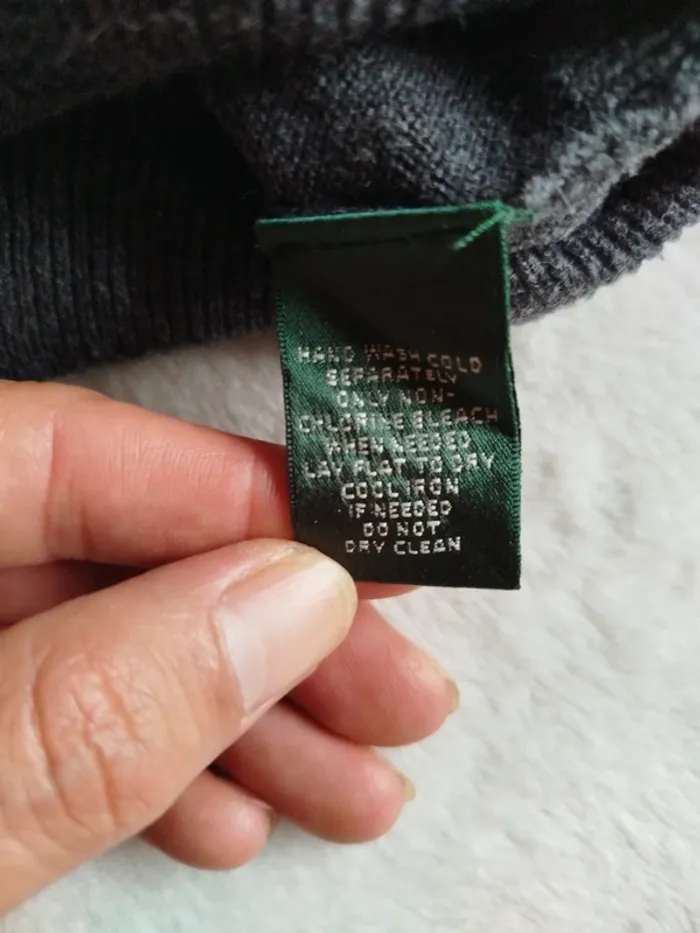 HAND WASH COLD
SEPARATELY
ONLY NON-
CHLORINE BLEACH
WHEN NEEDED
LAY FLAT TO DRY
COOL IRON
IF NEEDED
DO NOT
DRY CLEAN